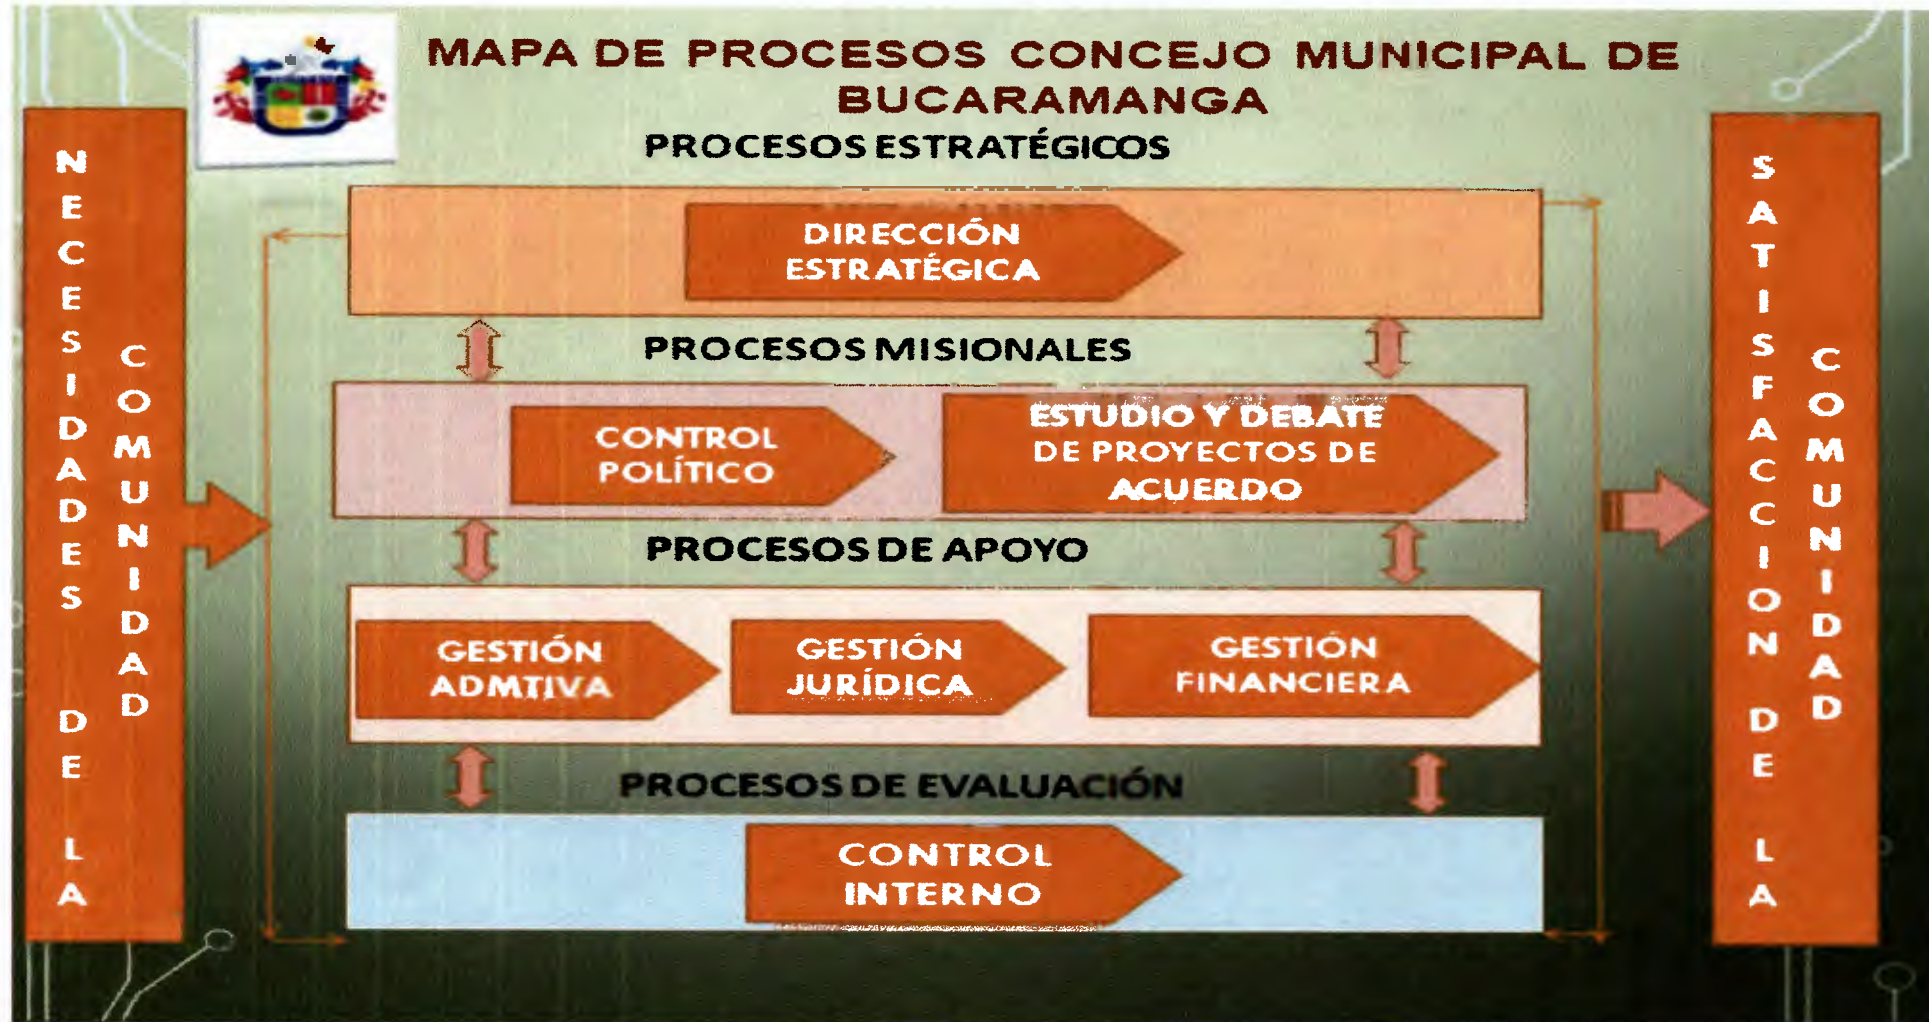 MAPA DE PROCESOS CONCEJO MUNICIPAL DE
BUCARAMANGA
NECESIDADES DE LA
COMUNIDAD
PROCESOS ESTRATÉGICOS
DIRECCIÓN
ESTRATÉGICA
PROCESOS MISIONALES
CONTROL
POLÍTICO
ESTUDIO Y DEBATE
DE PROYECTOS DE
ACUERDO
PROCESOS DE APOYO
GESTIÓN
ADMTIVA
GESTIÓN
JURÍDICA
GESTIÓN
FINANCIERA
PROCESOS DE EVALUACIÓN
CONTROL
INTERNO
SATISFACCION DE LA
COMUNIDAD